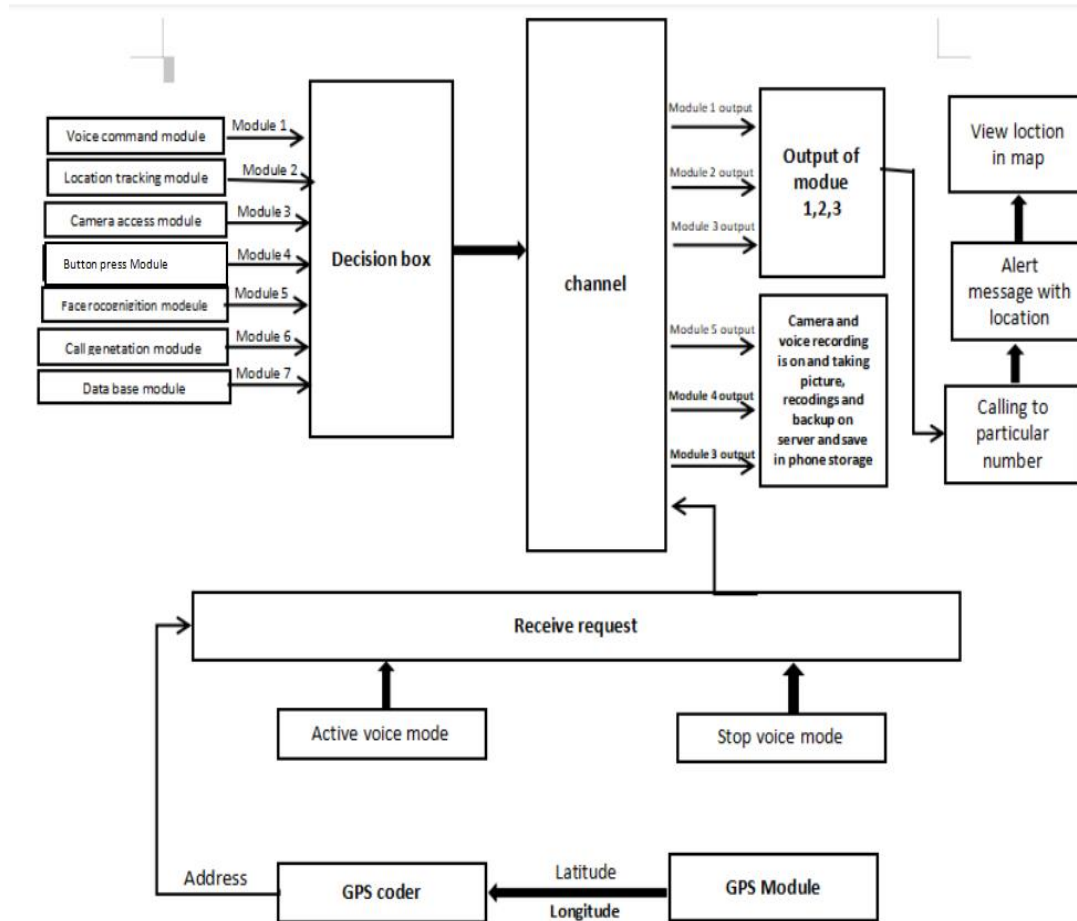 Voice command module
Module 1
Location tracking module
Module 2
Camera access module
Module 3
Button press Module
Module 4
Face rocognigition modeule
Module 5
Call genetation modude
Module 6
Data base module
Module 7
Decision box
channel
Module 1 output
Module 2 output
Module 3 output
Output of
modue
1,2,3
Module 5 output
Module 4 output
Module 3 output
Camera and
voice recording
is on and taking
picture,
recodings and
backup on
server and save
in phone storage
View loction
in map
Alert
message with
location
Calling to
particular
number
Receive request
Active voice mode
Stop voice mode
Address
GPS coder
Latitude
Longitude
GPS Module